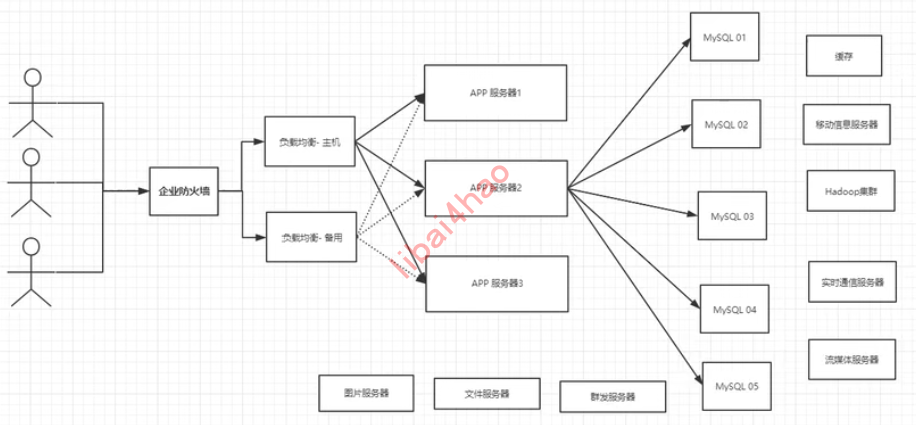 MySQL 01
缓存
APP 服务器1
MySQL 02
移动信息服务器
负载均衡- 主机
企业防火墙
APP 服务器2
Hadoop集群
MySQL 03
负载均衡- 备用
APP 服务器3
实时通信服务器
MySQL 04
流媒体服务器
MySQL 05
图片服务器
文件服务器
群发服务器
libai4hao